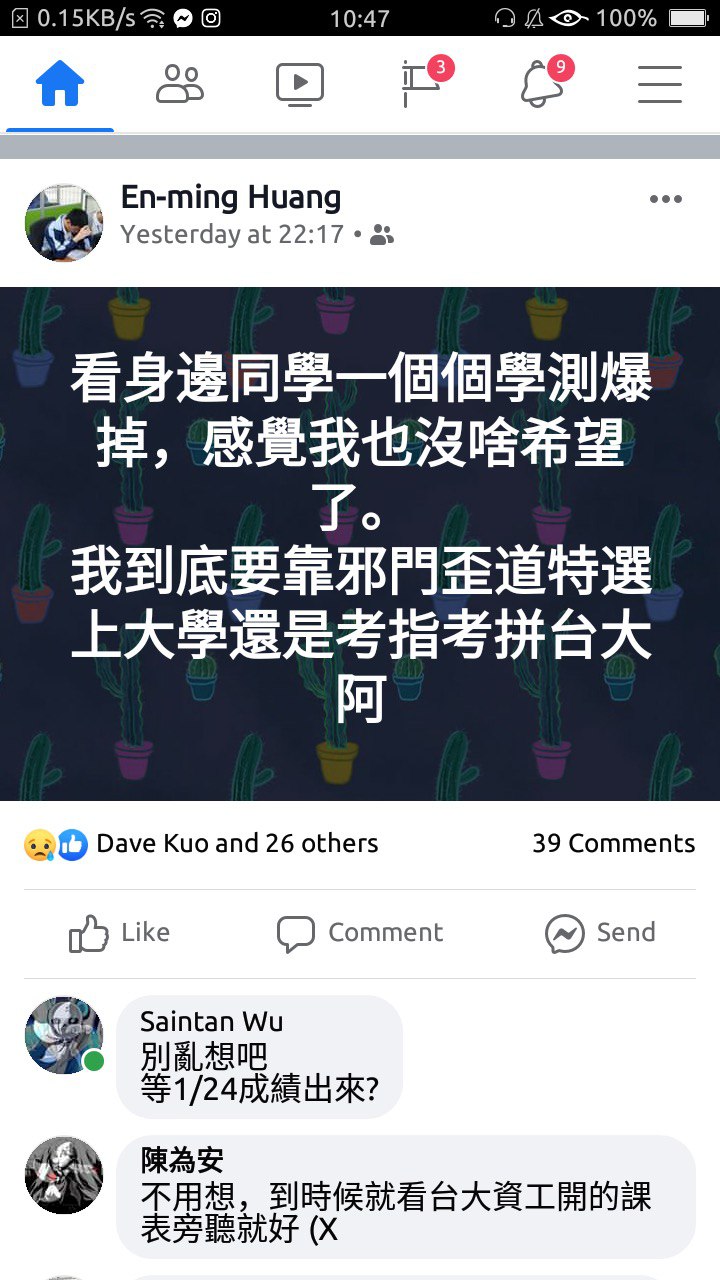 0.15KB/s
10:47
100%
3
9
En-ming Huang
Yesterday at 22:17 •
看身邊同學一個個學測爆
掉，感覺我也沒啥希望
了。
我到底要靠邪門歪道特選
上大學還是考指考拼台大
阿
Dave Kuo and 26 others
39 Comments
Like
Comment
Send
Saintan Wu
別亂想吧
等1/24成績出來?
陳為安
不用想，到時候就看台大資工開的課
表旁聽就好 (X